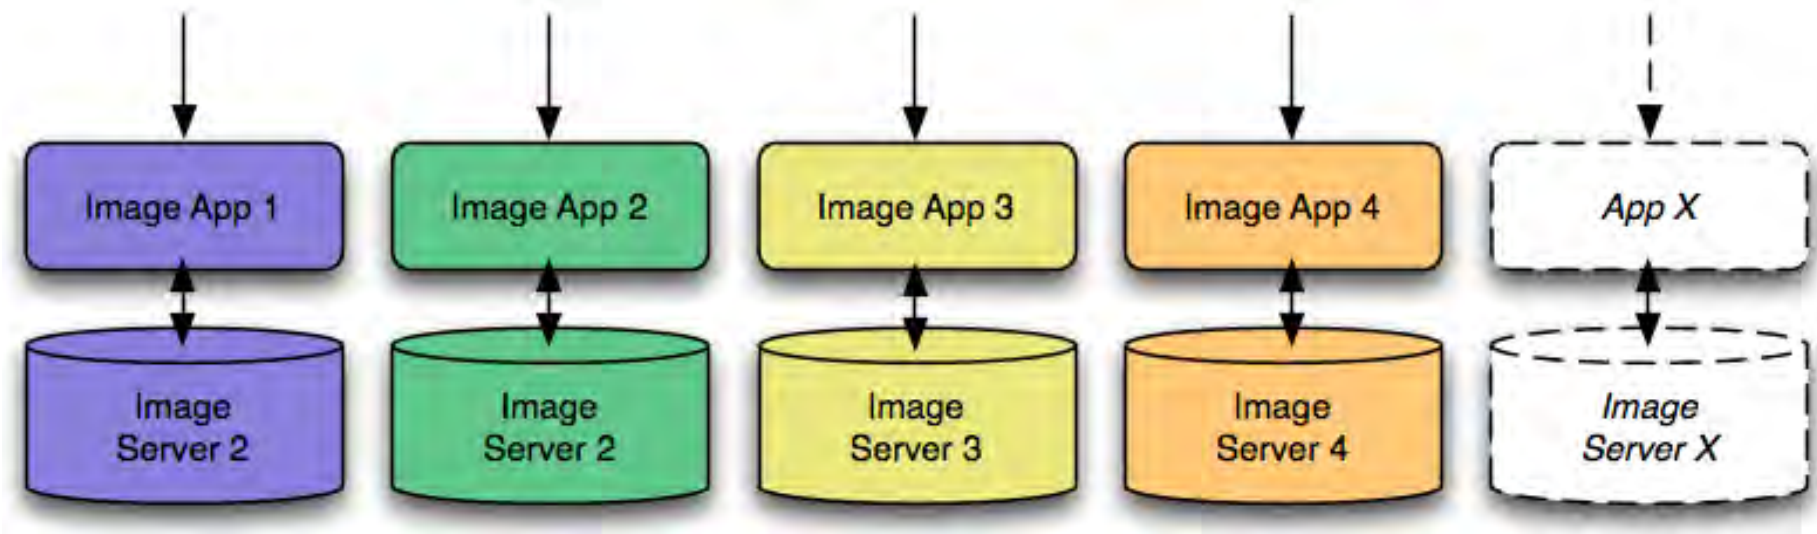 Image App 1
Image App 2
Image App 3
Image App 4
App X
Image
Server 2
Image
Server 2
Image
Server 3
Image
Server 4
Image
Server X